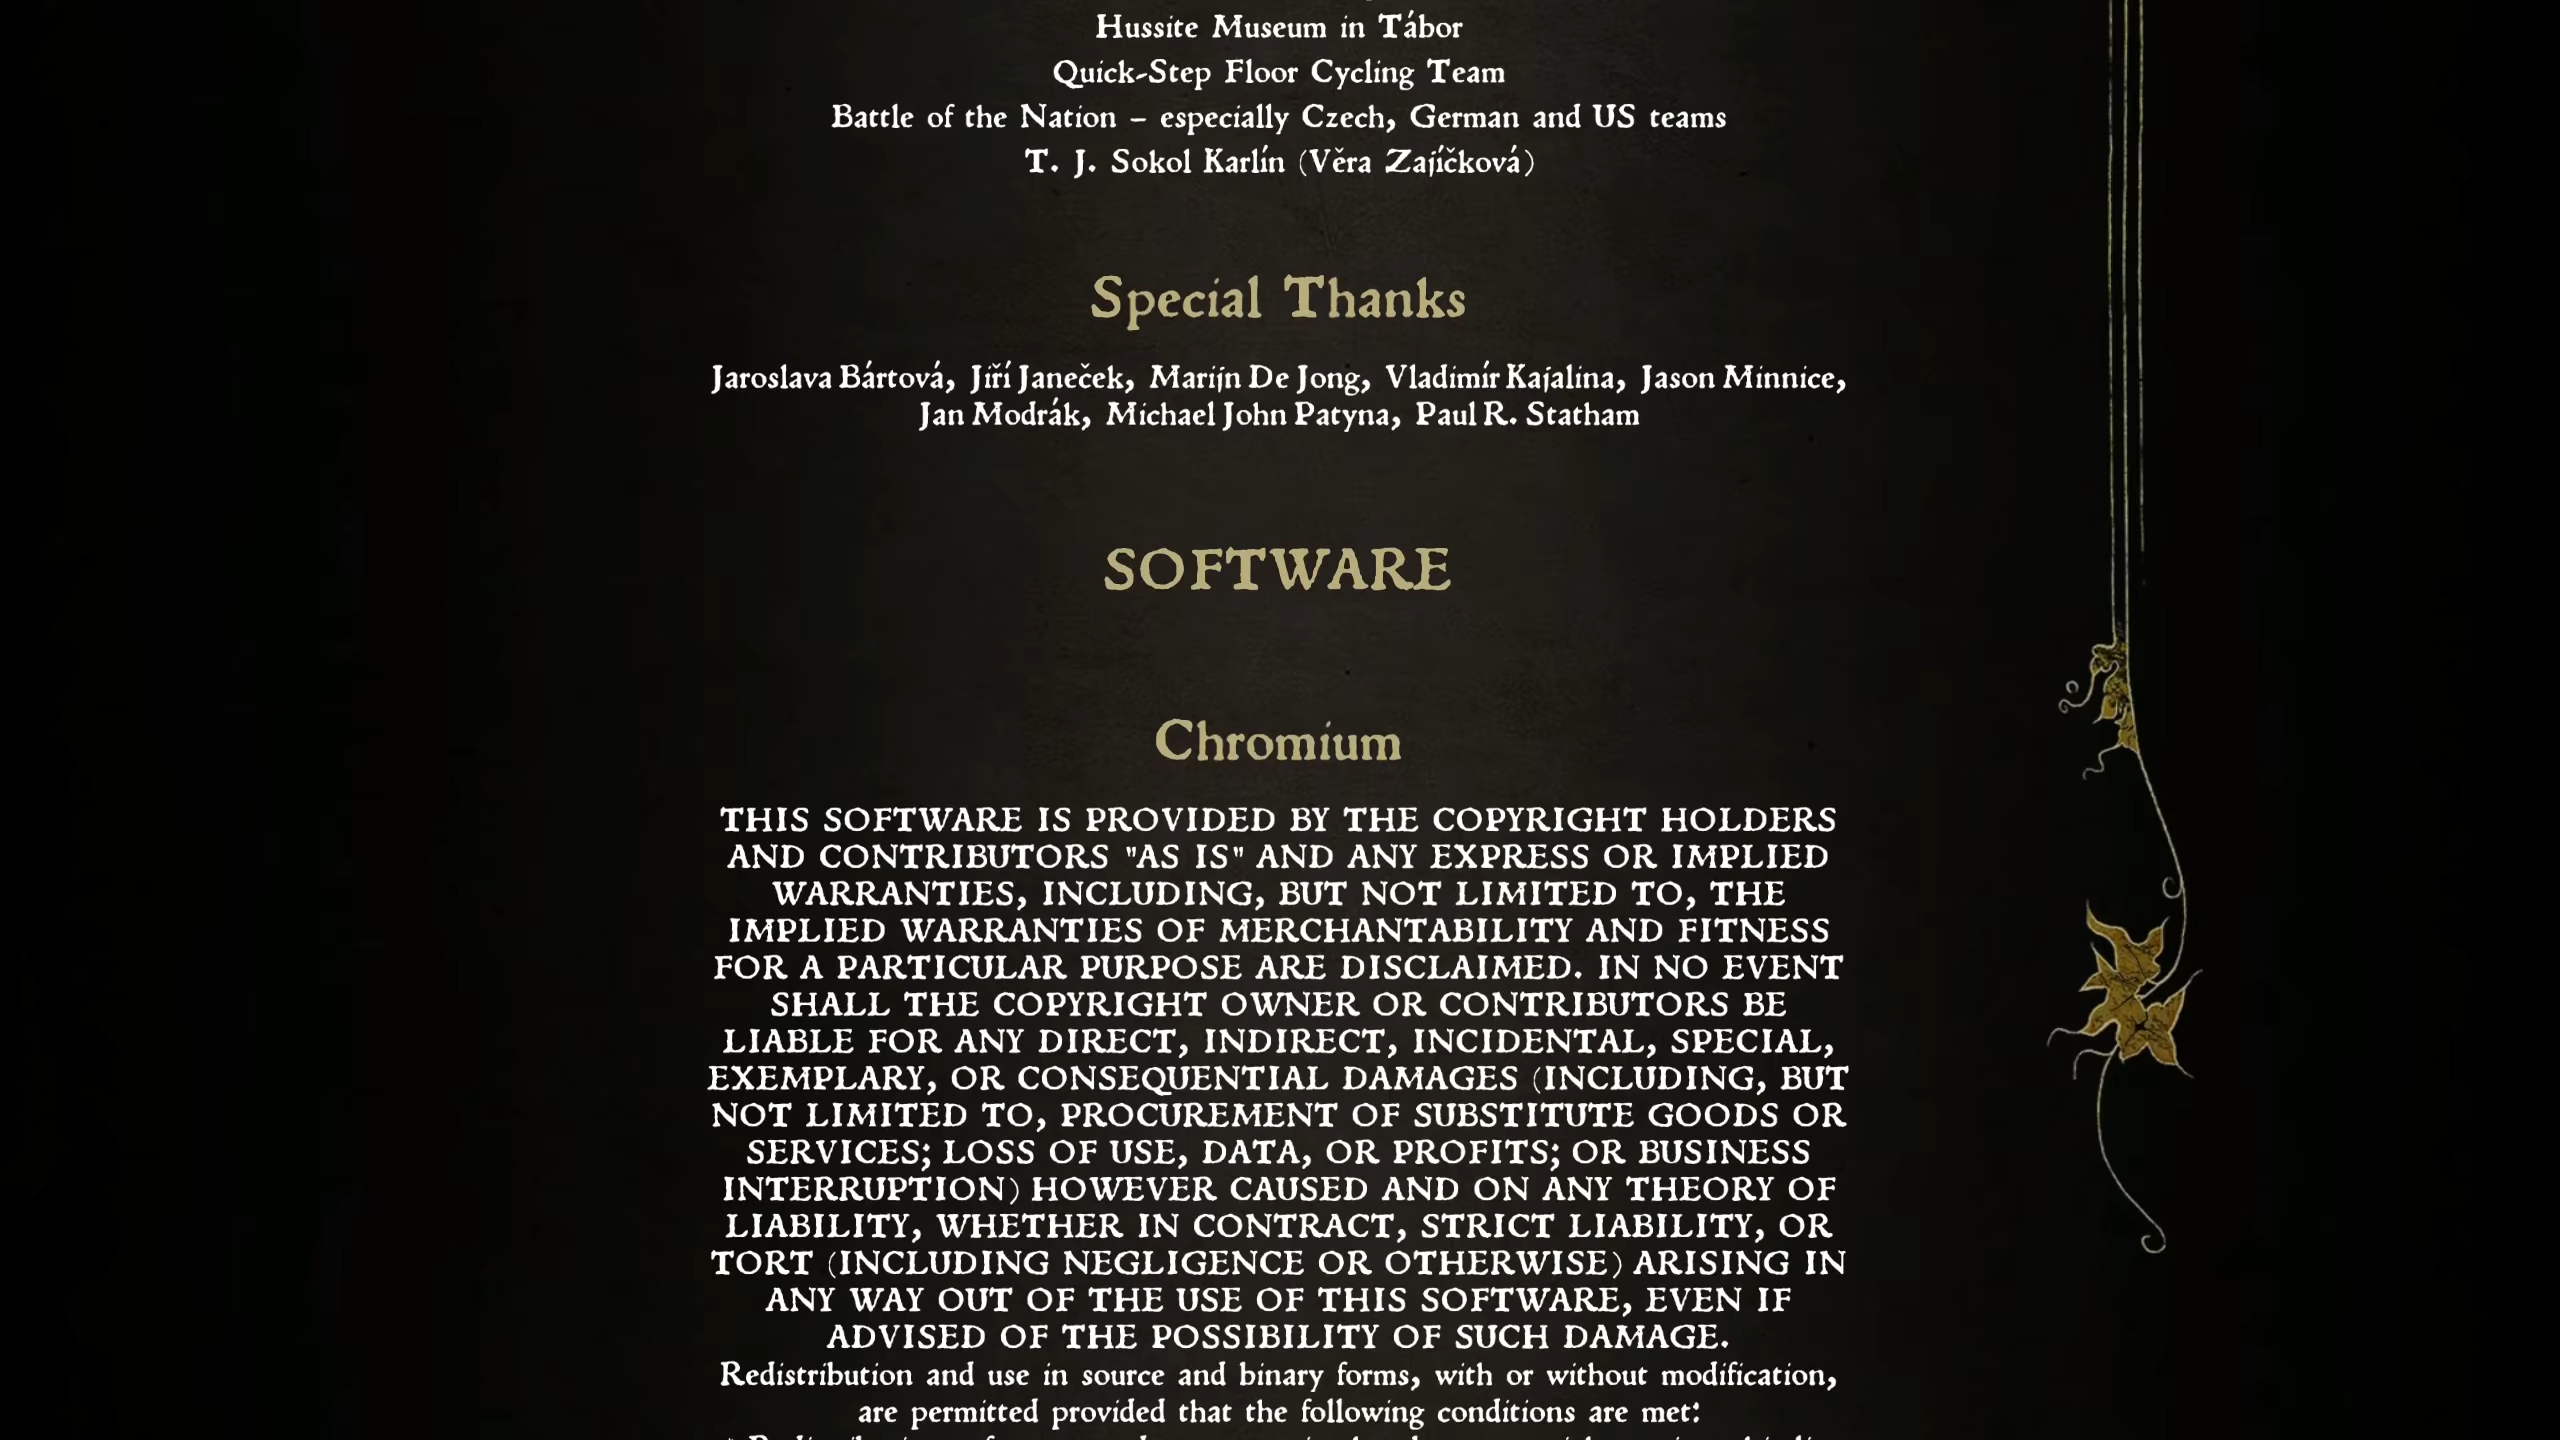 Hussite Museum in Tábor
Quick-Step Floor Cycling Team
Battle of the Nation – especially Czech, German and US teams
T. J. Sokol Karlín (Věra Zajíčková)
Special Thanks
Jaroslava Bártová, Jiří Janeček, Marijn De Jong, Vladimír Kajalina, Jason Minnice,
Jan Modrák, Michael John Patyna, Paul R. Statham
SOFTWARE
Chromium
THIS SOFTWARE IS PROVIDED BY THE COPYRIGHT HOLDERS
AND CONTRIBUTORS "AS IS" AND ANY EXPRESS OR IMPLIED
WARRANTIES, INCLUDING, BUT NOT LIMITED TO, THE
IMPLIED WARRANTIES OF MERCHANTABILITY AND FITNESS
FOR A PARTICULAR PURPOSE ARE DISCLAIMED. IN NO EVENT
SHALL THE COPYRIGHT OWNER OR CONTRIBUTORS BE
LIABLE FOR ANY DIRECT, INDIRECT, INCIDENTAL, SPECIAL,
EXEMPLARY, OR CONSEQUENTIAL DAMAGES (INCLUDING, BUT
NOT LIMITED TO, PROCUREMENT OF SUBSTITUTE GOODS OR
SERVICES; LOSS OF USE, DATA, OR PROFITS; OR BUSINESS
INTERRUPTION) HOWEVER CAUSED AND ON ANY THEORY OF
LIABILITY, WHETHER IN CONTRACT, STRICT LIABILITY, OR
TORT (INCLUDING NEGLIGENCE OR OTHERWISE) ARISING IN
ANY WAY OUT OF THE USE OF THIS SOFTWARE, EVEN IF
ADVISED OF THE POSSIBILITY OF SUCH DAMAGE.
Redistribution and use in source and binary forms, with or without modification,
are permitted provided that the following conditions are met: